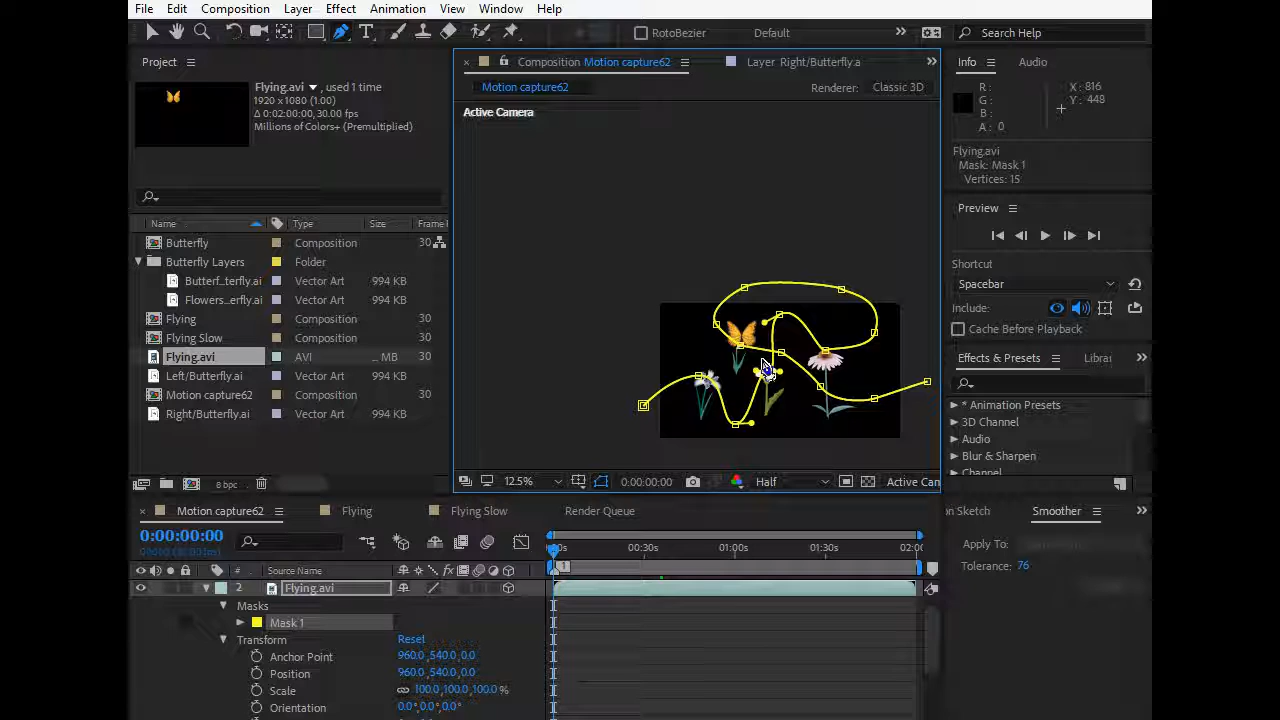 File Edit Composition Layer Effect Animation View Window Help
RotoBezier Default Search Help
Project
Flying.avi , used 1 time
1920 x 1080 (1.00)
Δ 0:02:00:00, 30.00 fps
Millions of Colors+ (Premultiplied)
Name Type Size Frame
Butterfly Composition 30
Butterfly Layers Folder
Butterf...terfly.ai Vector Art 994 KB
Flowers...erfly.ai Vector Art 994 KB
Flying Composition 30
Flying Slow Composition 30
Flying.avi AVI ... MB 30
Left/Butterfly.ai Vector Art 994 KB
Motion capture62 Composition 30
Right/Butterfly.ai Vector Art 994 KB
8 bpc
× Composition Motion capture62 Layer Right/Butterfly.a
Motion capture62 Renderer: Classic 3D
Active Camera
12.5% 0:00:00:00 Half Active Can
Info Audio
R : X : 816
G : Y : 448
B :
A : 0
Flying.avi
Mask: Mask 1
Vertices: 15
Preview
Shortcut
Spacebar
Include:
Cache Before Playback
Effects & Presets Librar
* Animation Presets
3D Channel
Audio
Blur & Sharpen
Channel
× Motion capture62 Flying Flying Slow Render Queue
0:00:00:00
Source Name
:00s 00:30s 01:00s 01:30s 02:00
1
2 Flying.avi
Masks
Mask 1
Transform Reset
Anchor Point 960.0,540.0,0.0
Position 960.0,540.0,0.0
Scale 100.0,100.0,100.0%
Orientation 0.0°,0.0°,0.0°
on Sketch Smoother
Apply To:
Tolerance: 76